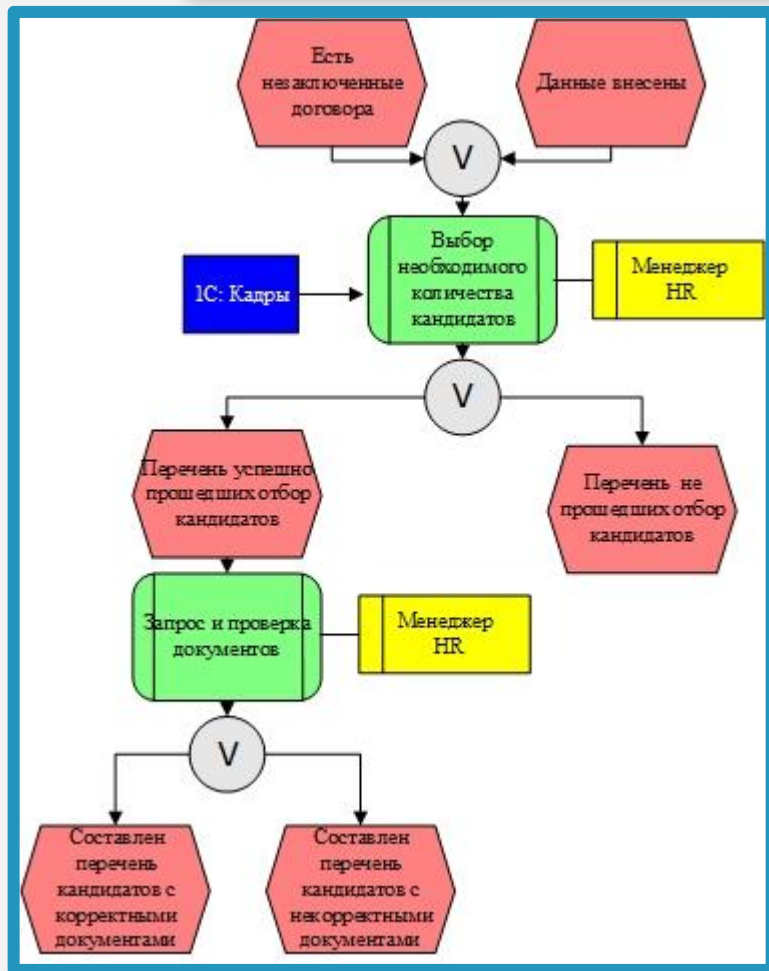 Есть
незаключенные
договора
Данные внесены
V
Выбор
необходимого
количества
кандидатов
1С: Кадры
Менеджер
HR
V
Перечень успешно
прошедших отбор
кандидатов
Перечень не
прошедших отбор
кандидатов
Запрос и проверка
документов
Менеджер
HR
V
Составлен
перечень
кандидатов с
корректными
документами
Составлен
перечень
кандидатов с
некорректными
документами